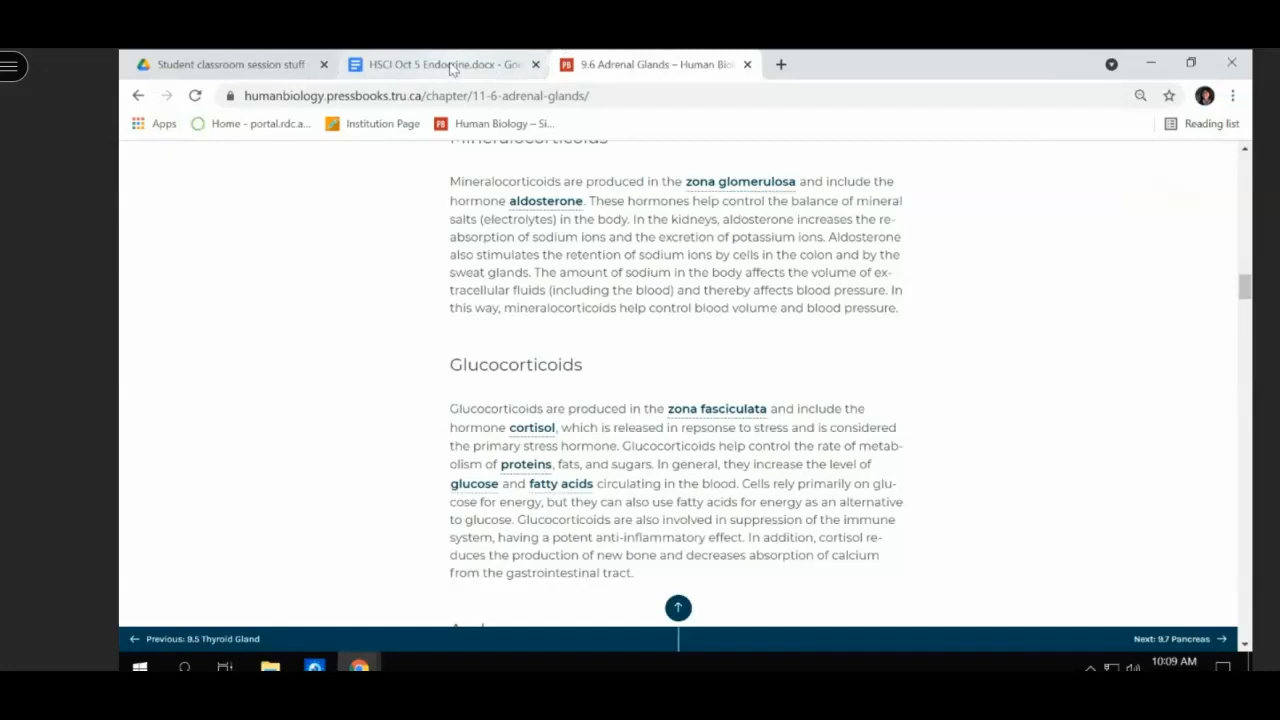 Student classroom session stuff
HSCI Oct 5 Endocrine.docx - Goo
9.6 Adrenal Glands – Human Biol
humanbiology.pressbooks.tru.ca/chapter/11-6-adrenal-glands/
Apps
Home - portal.rdc.a...
Institution Page
Human Biology – Si...
Reading list
Mineralocorticoids
Mineralocorticoids are produced in the zona glomerulosa and include the
hormone aldosterone. These hormones help control the balance of mineral
salts (electrolytes) in the body. In the kidneys, aldosterone increases the re-
absorption of sodium ions and the excretion of potassium ions. Aldosterone
also stimulates the retention of sodium ions by cells in the colon and by the
sweat glands. The amount of sodium in the body affects the volume of ex-
tracellular fluids (including the blood) and thereby affects blood pressure. In
this way, mineralocorticoids help control blood volume and blood pressure.
Glucocorticoids
Glucocorticoids are produced in the zona fasciculata and include the
hormone cortisol, which is released in repsonse to stress and is considered
the primary stress hormone. Glucocorticoids help control the rate of metab-
olism of proteins, fats, and sugars. In general, they increase the level of
glucose and fatty acids circulating in the blood. Cells rely primarily on glu-
cose for energy, but they can also use fatty acids for energy as an alternative
to glucose. Glucocorticoids are also involved in suppression of the immune
system, having a potent anti-inflammatory effect. In addition, cortisol re-
duces the production of new bone and decreases absorption of calcium
from the gastrointestinal tract.
← Previous: 9.5 Thyroid Gland
Next: 9.7 Pancreas →
10:09 AM